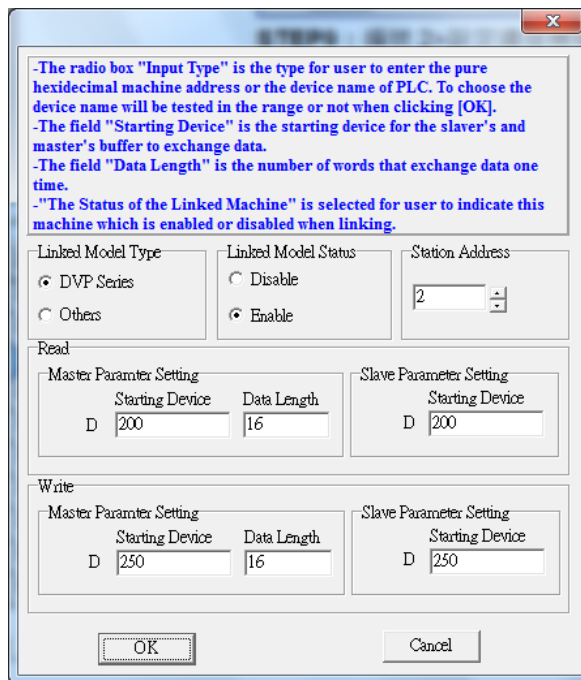 -The radio box "Input Type" is the type for user to enter the pure
hexidecimal machine address or the device name of PLC. To choose the
device name will be tested in the range or not when clicking [OK].
-The field "Starting Device" is the starting device for the slaver's and
master's buffer to exchange data.
-The field "Data Length" is the number of words that exchange data one
time.
-"The Status of the Linked Machine" is selected for user to indicate this
machine which is enabled or disabled when linking.
Linked Model Type
DVP Series
Others
Linked Model Status
Disable
Enable
Station Address
2
Read
Master Paramter Setting
Starting Device Data Length
D 200 16
Slave Parameter Setting
Starting Device
D 200
Write
Master Paramter Setting
Starting Device Data Length
D 250 16
Slave Parameter Setting
Starting Device
D 250
OK Cancel